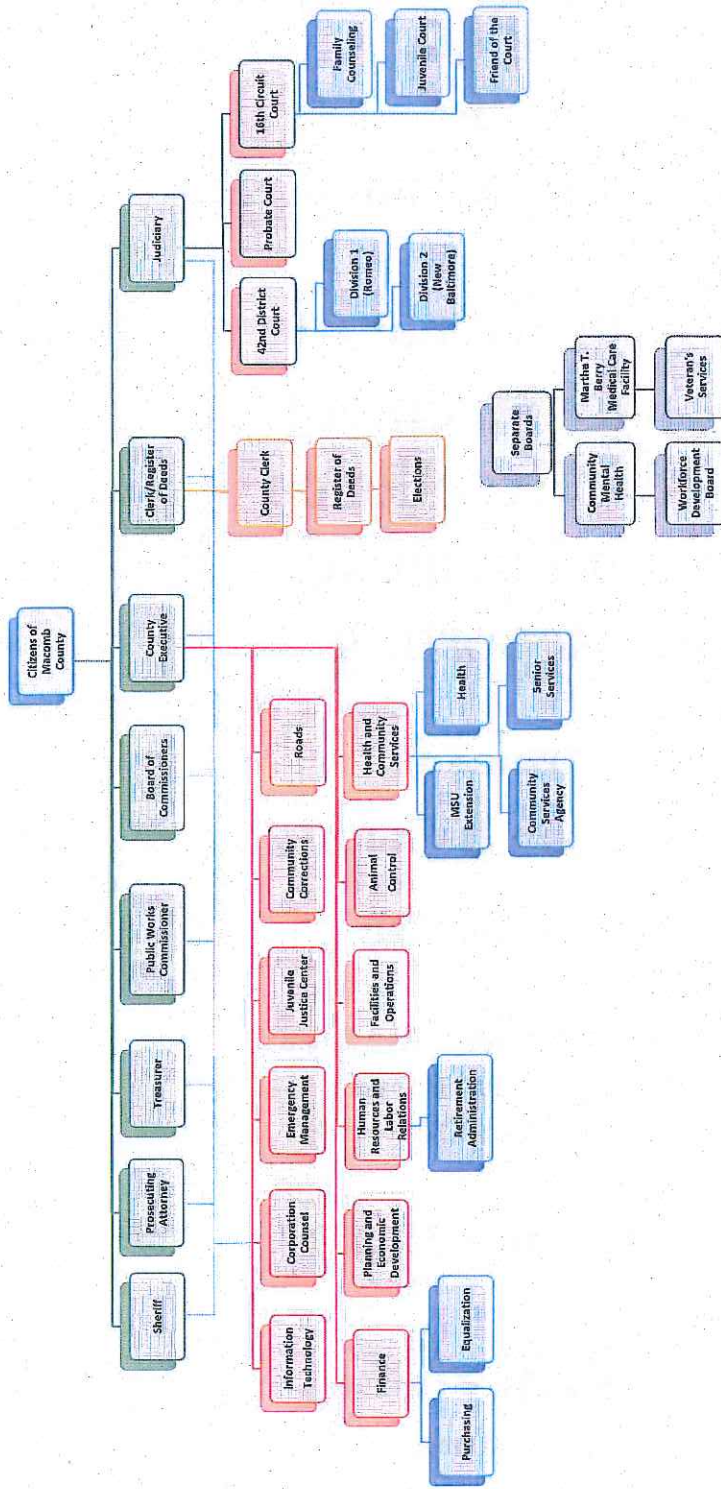 Citizens of
Macomb
County
Sheriff
Prosecuting
Attorney
Treasurer
Public Works
Commissioner
Board of
Commissioners
County
Executive
Clerk/Register
of Deeds
Judiciary
Information
Technology
Corporation
Counsel
Emergency
Management
Juvenile
Justice Center
Community
Corrections
Roads
Finance
Planning and
Economic
Development
Human
Resources and
Labor
Relations
Facilities and
Operations
Animal
Control
Health and
Community
Services
Purchasing
Equalization
Retirement
Administration
MSU
Extension
Health
Community
Services
Agency
Senior
Services
County Clerk
Register of
Deeds
Elections
42nd District
Court
Probate Court
16th Circuit
Court
Division 1
(Romeo)
Division 2
(New
Baltimore)
Family
Counseling
Juvenile Court
Friend of the
Court
Separate
Boards
Community
Mental
Health
Martha T.
Berry
Medical Care
Facility
Workforce
Development
Board
Veteran's
Services